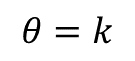 θ = k